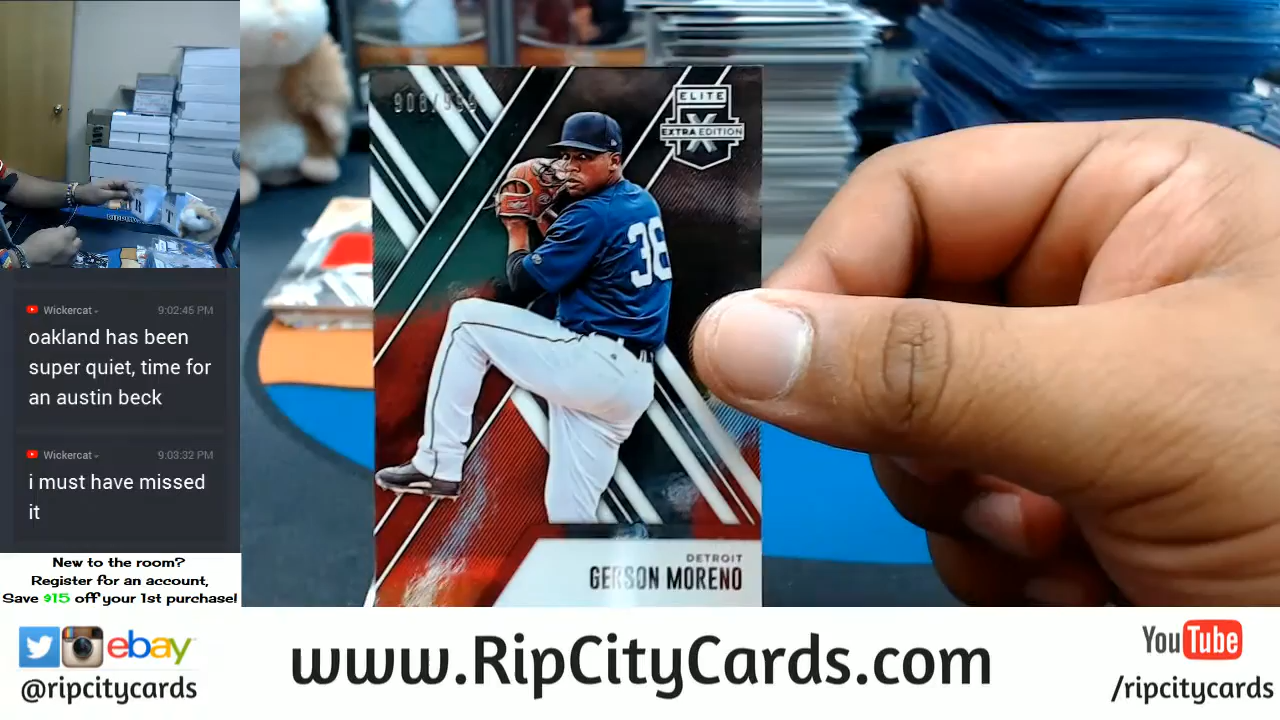 Wickercat
9:02:45 PM
oakland has been
super quiet, time for
an austin beck
Wickercat
9:03:32 PM
i must have missed
it
New to the room?
Register for an account,
Save $15 off your 1st purchase!
ELITE
EXTRA EDITION
X
38
DETROIT
GERSON MORENO
ebay
@ripcitycards
www.RipCityCards.com
YouTube
/ripcitycards